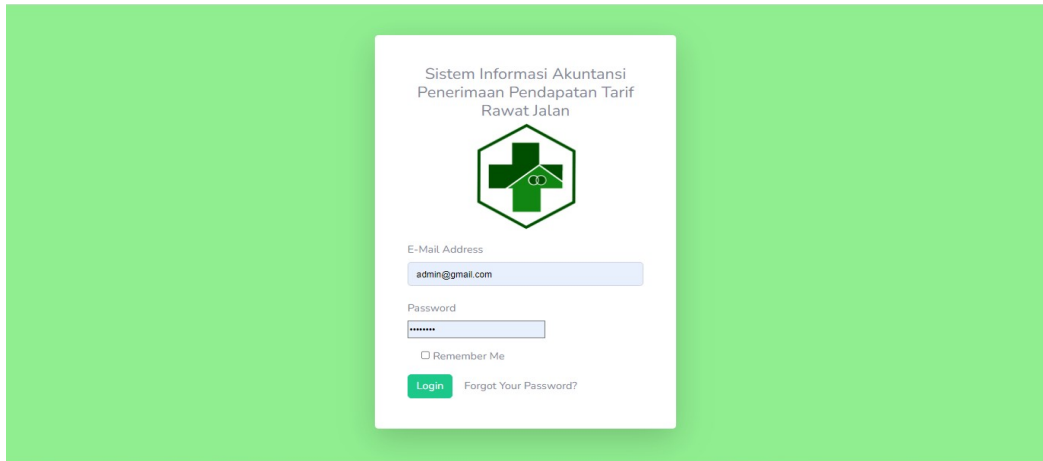 Sistem Informasi Akuntansi
Penerimaan Pendapatan Tarif
Rawat Jalan
E-Mail Address
admin@gmail.com
Password
••••••••
Remember Me
Login Forgot Your Password?